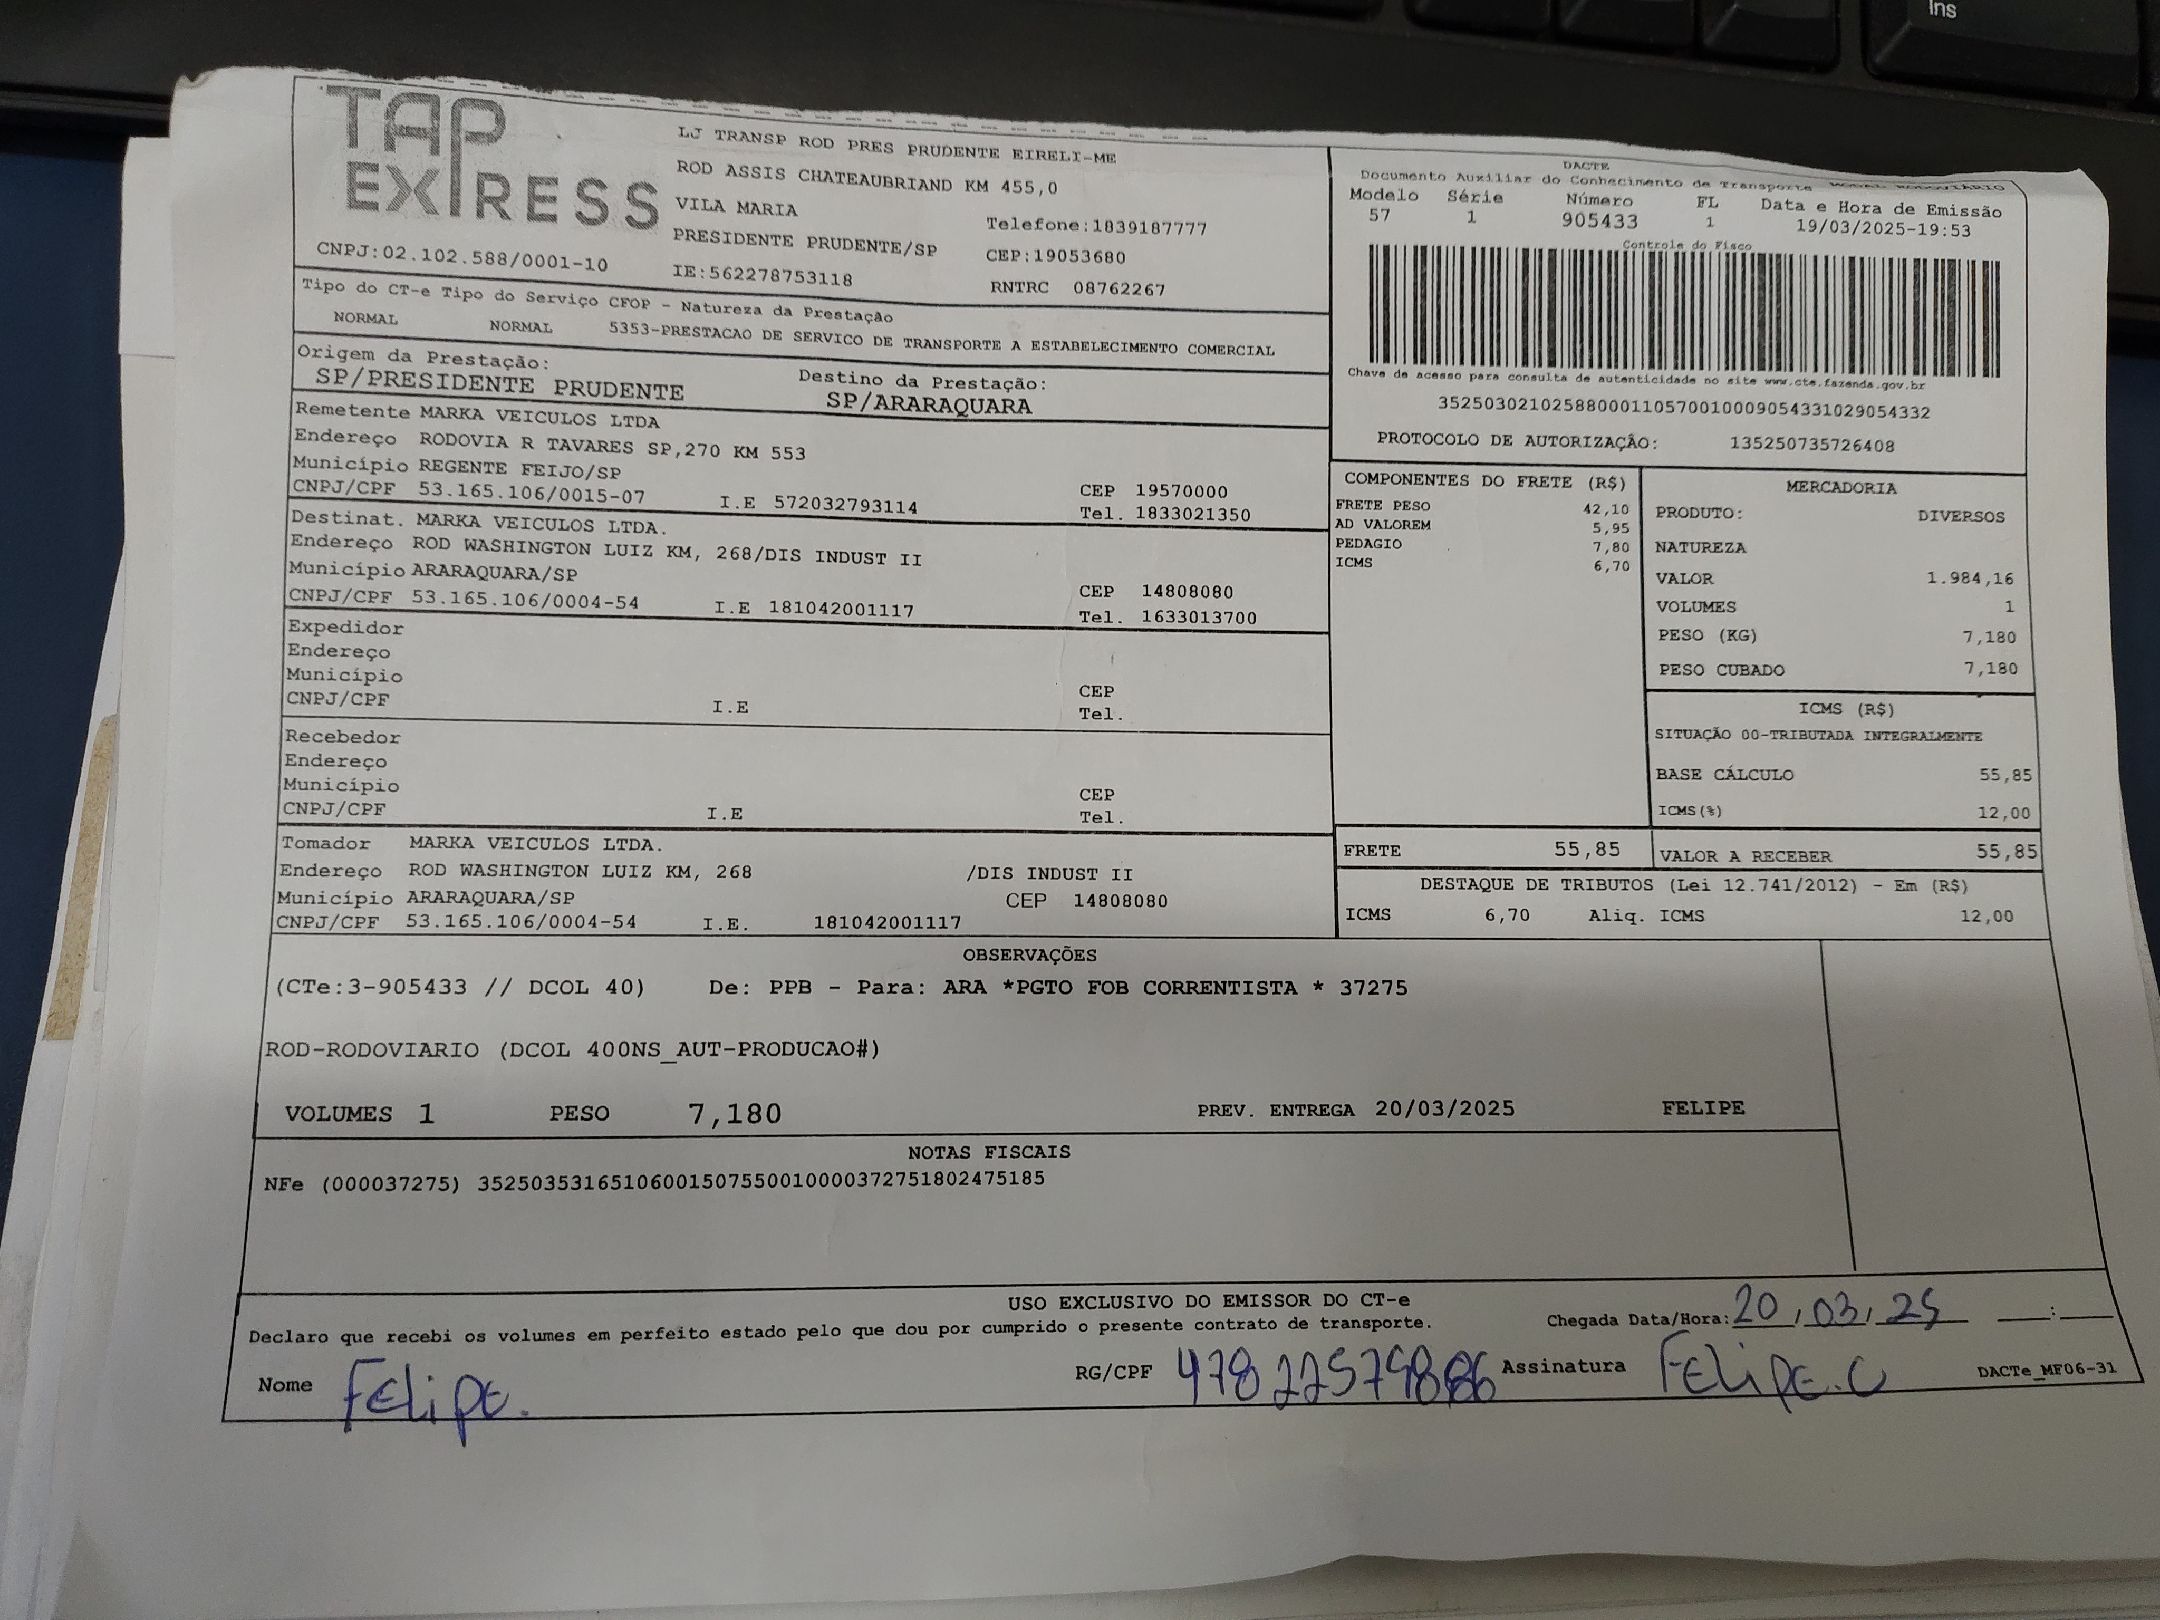 Ins
TAP
EXPRESS
CNPJ:02.102.588/0001-10
LJ TRANSP ROD PRES PRUDENTE EIRELI-ME
ROD ASSIS CHATEAUBRIAND KM 455,0
VILA MARIA
Telefone:1839187777
PRESIDENTE PRUDENTE/SP
CEP:19053680
IE:562278753118
RNTRC 08762267
DACTE
Documento Auxiliar do Conhecimento de Transporte MODAL RODOVIÁRIO
Modelo Série Número FL Data e Hora de Emissão
57 1 905433 1 19/03/2025-19:53
Controle do Fisco
Chave de acesso para consulta de autenticidade no site www.cte.fazenda.gov.br
35250302102588000110570010009054331029054332
PROTOCOLO DE AUTORIZAÇÃO: 135250735726408
Tipo do CT-e Tipo do Serviço CFOP - Natureza da Prestação
NORMAL NORMAL 5353-PRESTACAO DE SERVICO DE TRANSPORTE A ESTABELECIMENTO COMERCIAL
Origem da Prestação: Destino da Prestação:
SP/PRESIDENTE PRUDENTE SP/ARARAQUARA
Remetente MARKA VEICULOS LTDA
Endereço RODOVIA R TAVARES SP,270 KM 553
Município REGENTE FEIJO/SP CEP 19570000
CNPJ/CPF 53.165.106/0015-07 I.E 572032793114 Tel. 1833021350
Destinat. MARKA VEICULOS LTDA.
Endereço ROD WASHINGTON LUIZ KM, 268/DIS INDUST II
Município ARARAQUARA/SP CEP 14808080
CNPJ/CPF 53.165.106/0004-54 I.E 181042001117 Tel. 1633013700
Expedidor
Endereço
Município CEP
CNPJ/CPF I.E Tel.
Recebedor
Endereço
Município CEP
CNPJ/CPF I.E Tel.
Tomador MARKA VEICULOS LTDA.
Endereço ROD WASHINGTON LUIZ KM, 268 /DIS INDUST II
Município ARARAQUARA/SP CEP 14808080
CNPJ/CPF 53.165.106/0004-54 I.E. 181042001117
COMPONENTES DO FRETE (R$)
FRETE PESO 42,10
AD VALOREM 5,95
PEDAGIO 7,80
ICMS 6,70
MERCADORIA
PRODUTO: DIVERSOS
NATUREZA
VALOR 1.984,16
VOLUMES 1
PESO (KG) 7,180
PESO CUBADO 7,180
ICMS (R$)
SITUAÇÃO 00-TRIBUTADA INTEGRALMENTE
BASE CÁLCULO 55,85
ICMS(%) 12,00
FRETE 55,85 VALOR A RECEBER 55,85
DESTAQUE DE TRIBUTOS (Lei 12.741/2012) - Em (R$)
ICMS 6,70 Aliq. ICMS 12,00
OBSERVAÇÕES
(CTe:3-905433 // DCOL 40) De: PPB - Para: ARA *PGTO FOB CORRENTISTA * 37275
ROD-RODOVIARIO (DCOL 400NS_AUT-PRODUCAO#)
VOLUMES 1 PESO 7,180 PREV. ENTREGA 20/03/2025 FELIPE
NOTAS FISCAIS
NFe (000037275) 35250353165106001507550010000372751802475185
USO EXCLUSIVO DO EMISSOR DO CT-e
Declaro que recebi os volumes em perfeito estado pelo que dou por cumprido o presente contrato de transporte. Chegada Data/Hora: 20/03/25 :
Nome Felipe. RG/CPF Assinatura Felipe.C DACTe_MF06-31